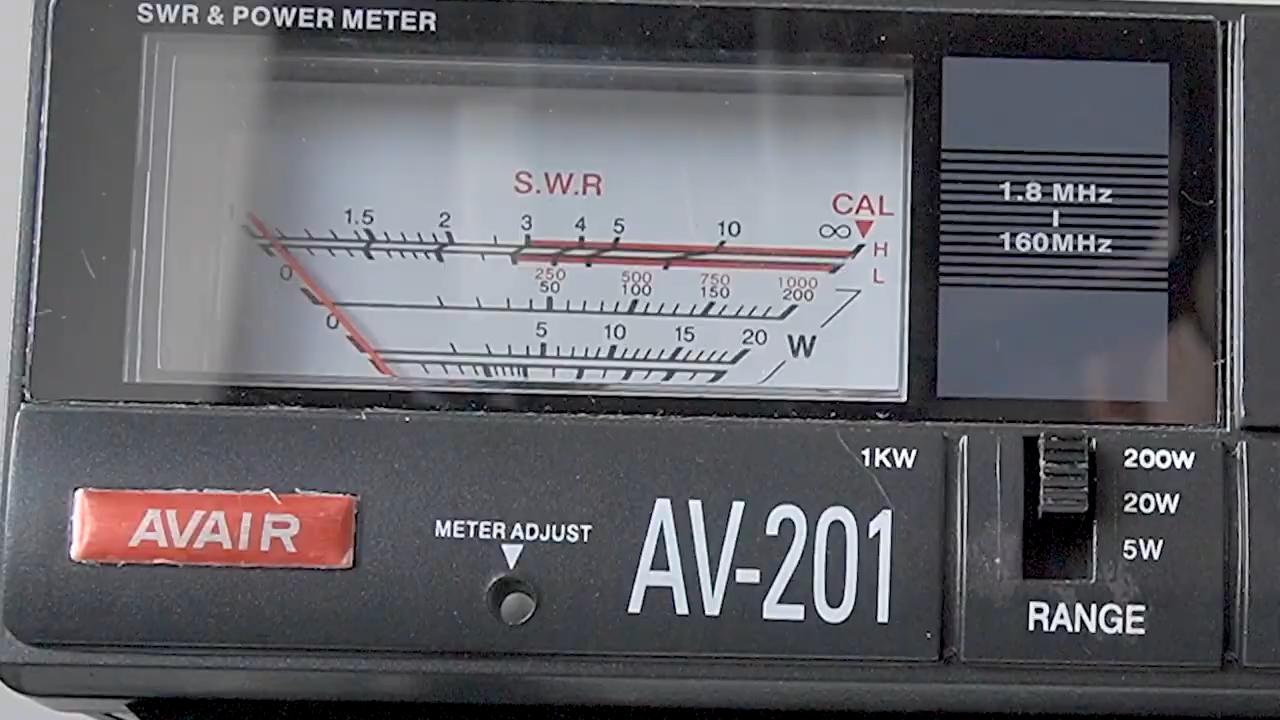 SWR & POWER METER
S.W.R
CAL
1.5 2 3 4 5 10 ∞
H
L
0 250 500 750 1000
50 100 150 200
0 5 10 15 20 W
1.8 MHz
160MHz
1KW
AVAIR
METER ADJUST
AV-201
200W
20W
5W
RANGE